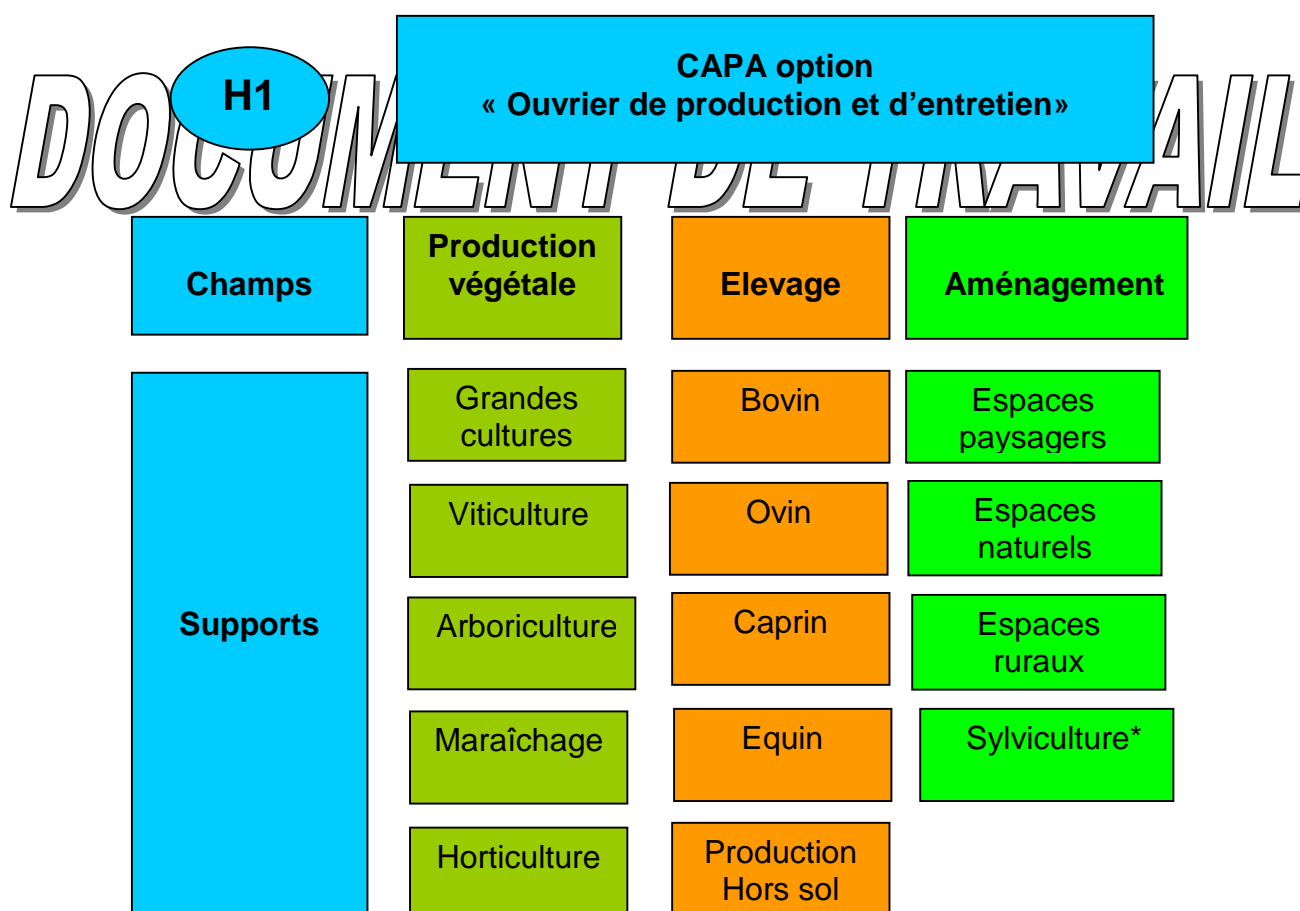 DOCUMENT DE TRAVAIL
H1
CAPA option
« Ouvrier de production et d'entretien»
Champs
Production
végétale
Elevage
Aménagement
Supports
Grandes
cultures
Bovin
Espaces
paysagers
Viticulture
Ovin
Espaces
naturels
Arboriculture
Caprin
Espaces
ruraux
Maraîchage
Equin
Sylviculture*
Horticulture
Production
Hors sol